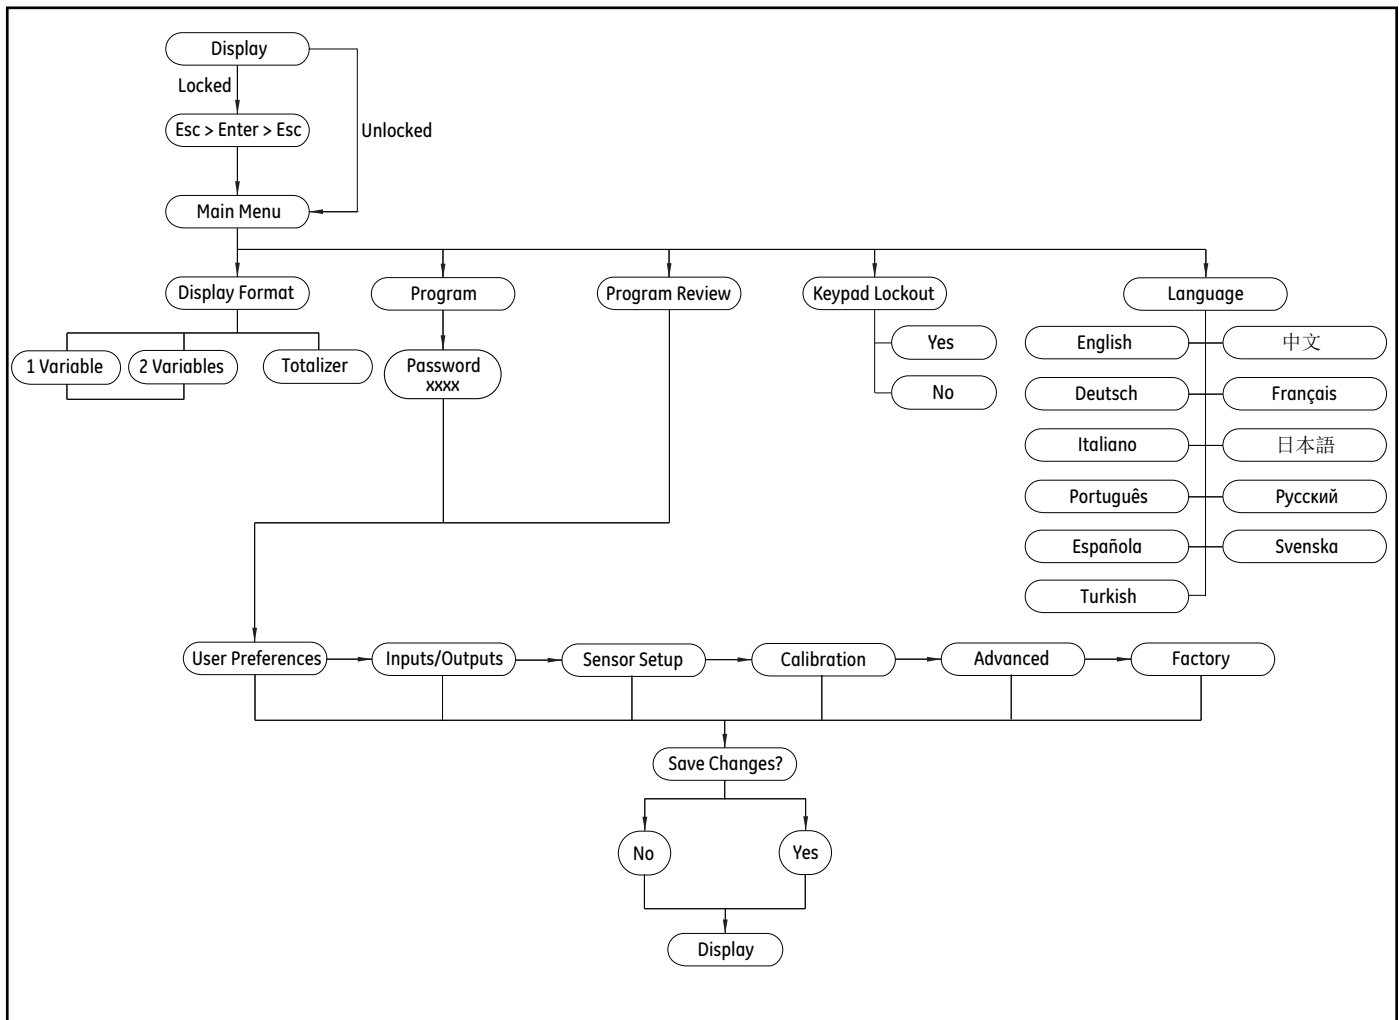 Display
Locked
Esc > Enter > Esc
Unlocked
Main Menu
Display Format
Program
Program Review
Keypad Lockout
Language
1 Variable
2 Variables
Totalizer
Password
xxxx
Yes
No
English
中文
Deutsch
Français
Italiano
日本語
Português
Русский
Española
Svenska
Turkish
User Preferences
Inputs/Outputs
Sensor Setup
Calibration
Advanced
Factory
Save Changes?
No
Yes
Display